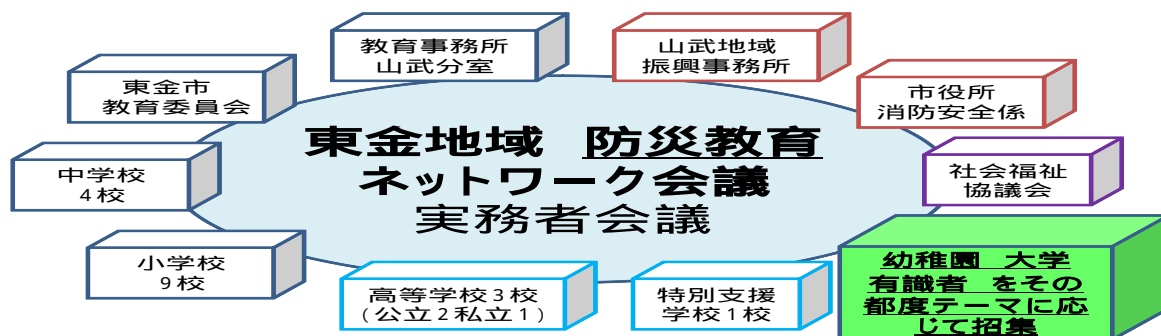 教育事務所
山武分室
山武地域
振興事務所
東金市
教育委員会
市役所
消防安全係
東金地域 防災教育
ネットワーク会議
実務者会議
中学校
4校
社会福祉
協議会
小学校
9校
高等学校3校
(公立2私立1)
特別支援
学校1校
幼稚園 大学
有識者 をその
都度テーマに応
じて招集